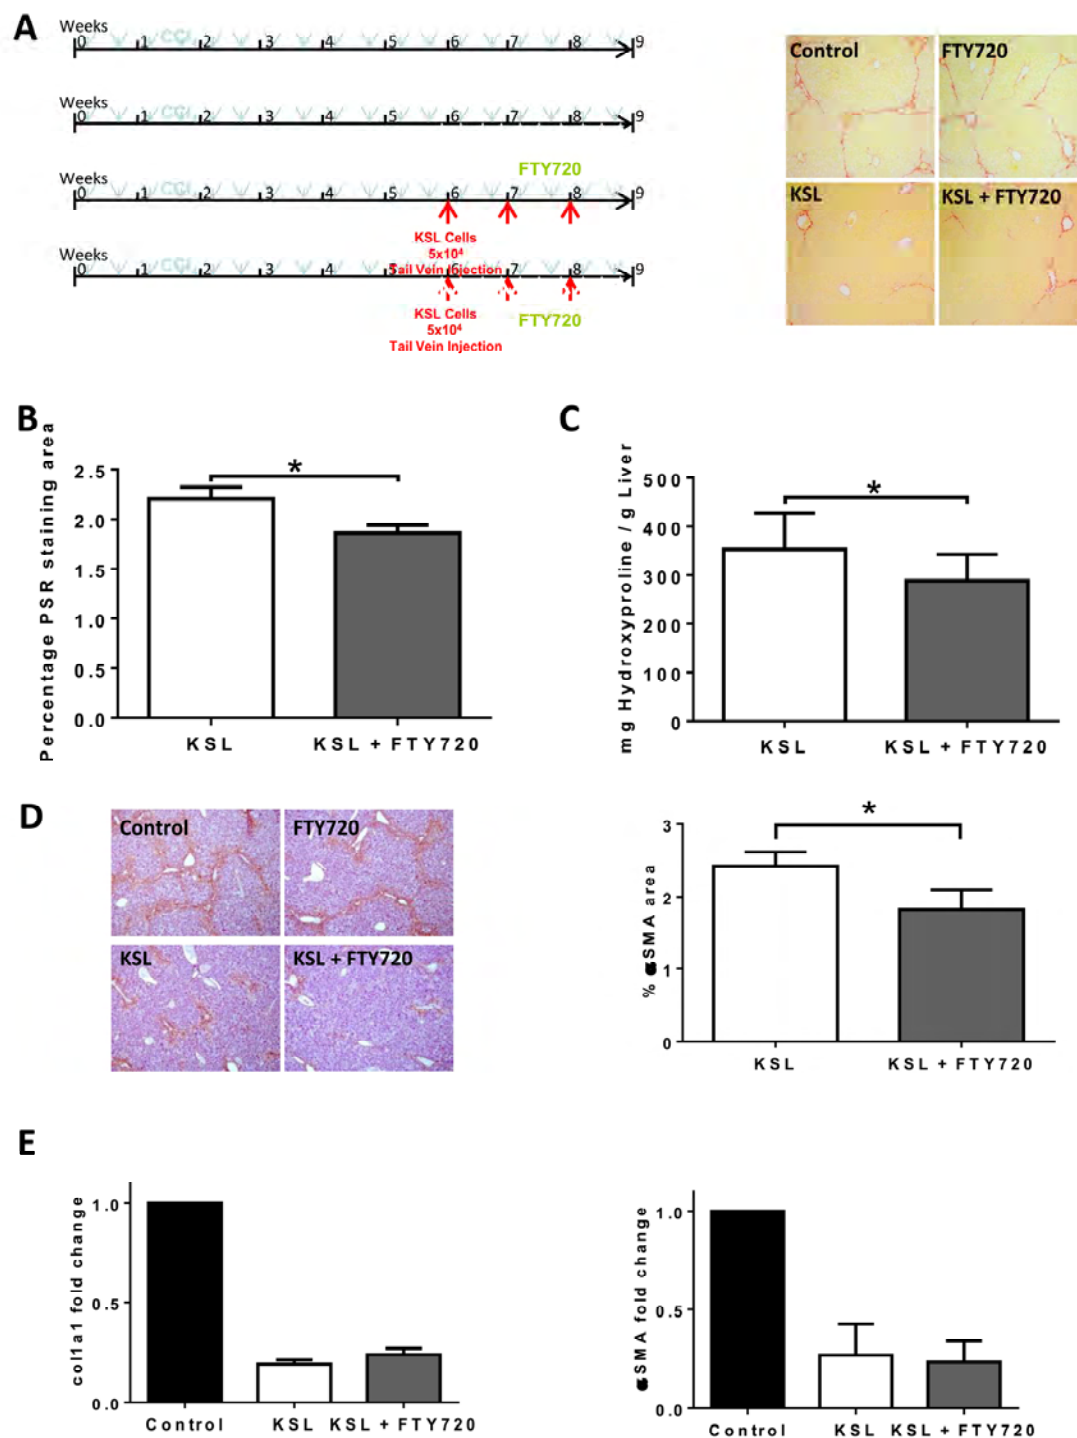 A
Weeks
0 1 CCl 2 3 4 5 6 7 8 9
Weeks
0 1 CCl 2 3 4 5 6 7 8 9
FTY720
Weeks
0 1 CCl 2 3 4 5 6 7 8 9
KSL Cells
5x10⁴
Tail Vein Injection
Weeks
0 1 CCl 2 3 4 5 6 7 8 9
KSL Cells
5x10⁴
Tail Vein Injection
FTY720
Control
FTY720
KSL
KSL + FTY720
B
Percentage PSR staining area
2.5
2.0
1.5
1.0
0.5
0.0
*
KSL
KSL + FTY720
C
mg Hydroxyproline / g Liver
500
400
300
200
100
0
*
KSL
KSL + FTY720
D
Control
FTY720
KSL
KSL + FTY720
% αSMA area
3
2
1
0
*
KSL
KSL + FTY720
E
col1a1 fold change
1.0
0.5
0.0
Control
KSL
KSL + FTY720
αSMA fold change
1.0
0.5
0.0
Control
KSL
KSL + FTY720